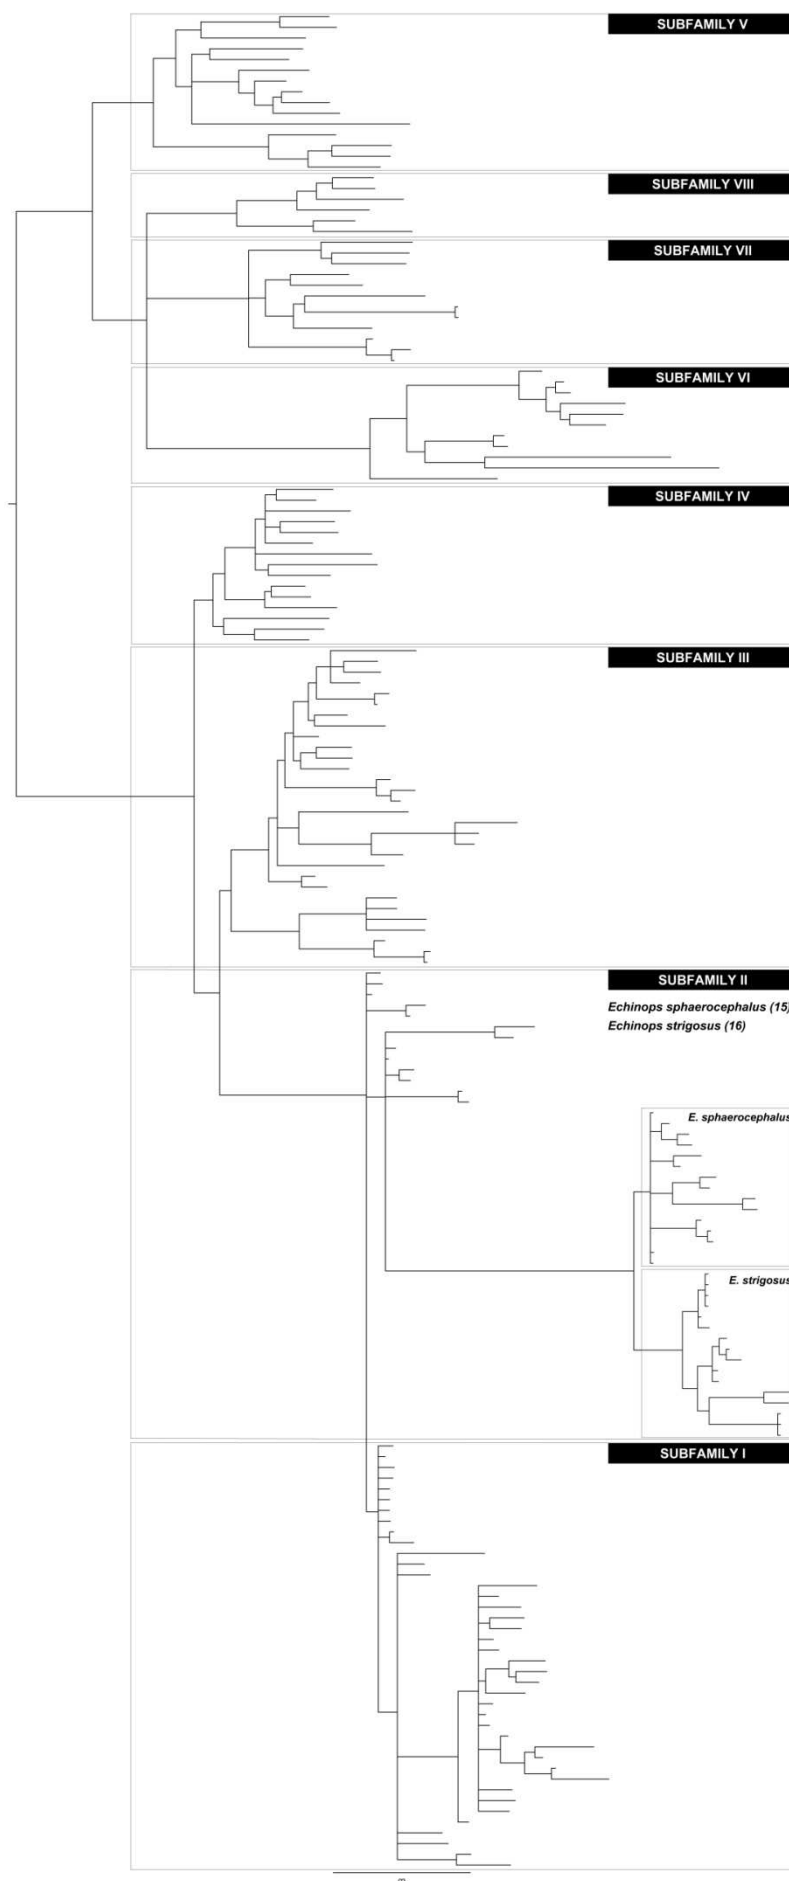 SUBFAMILY V
SUBFAMILY VIII
SUBFAMILY VII
SUBFAMILY VI
SUBFAMILY IV
SUBFAMILY III
SUBFAMILY II
Echinops sphaerocephalus (15)
Echinops strigosus (16)
E. sphaerocephalus
E. strigosus
SUBFAMILY I